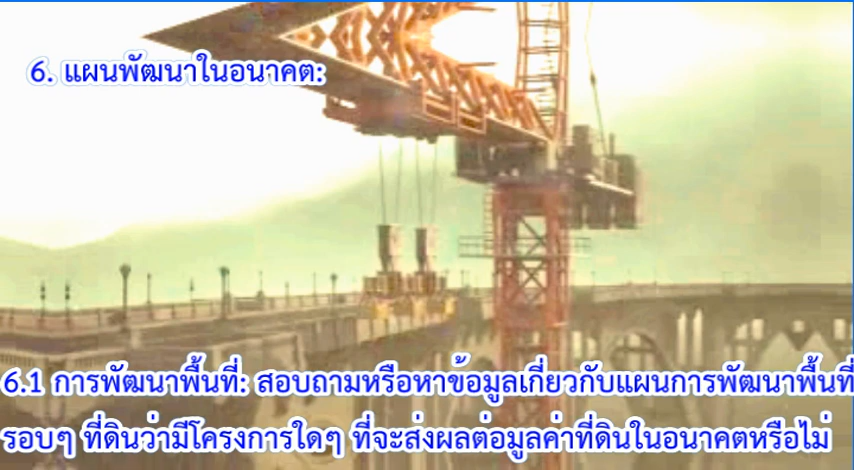 6. แผนพัฒนาในอนาคต:
6.1 การพัฒนาพื้นที่: สอบถามหรือหาข้อมูลเกี่ยวกับแผนการพัฒนาพื้นที่
รอบๆ ที่ดินว่ามีโครงการใดๆ ที่จะส่งผลต่อมูลค่าที่ดินในอนาคตหรือไม่